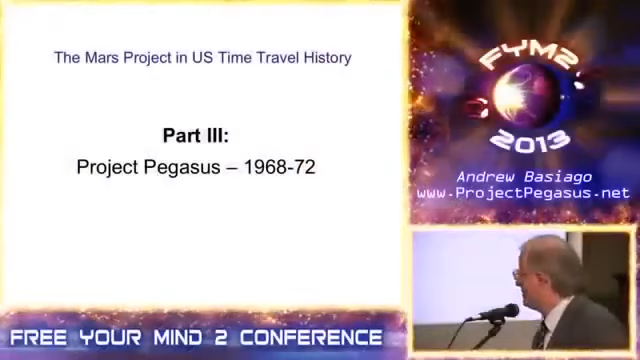 The Mars Project in US Time Travel History
Part III:
Project Pegasus – 1968-72
FYM2
2013
Andrew Basiago
www.ProjectPegasus.net
FREE YOUR MIND 2 CONFERENCE